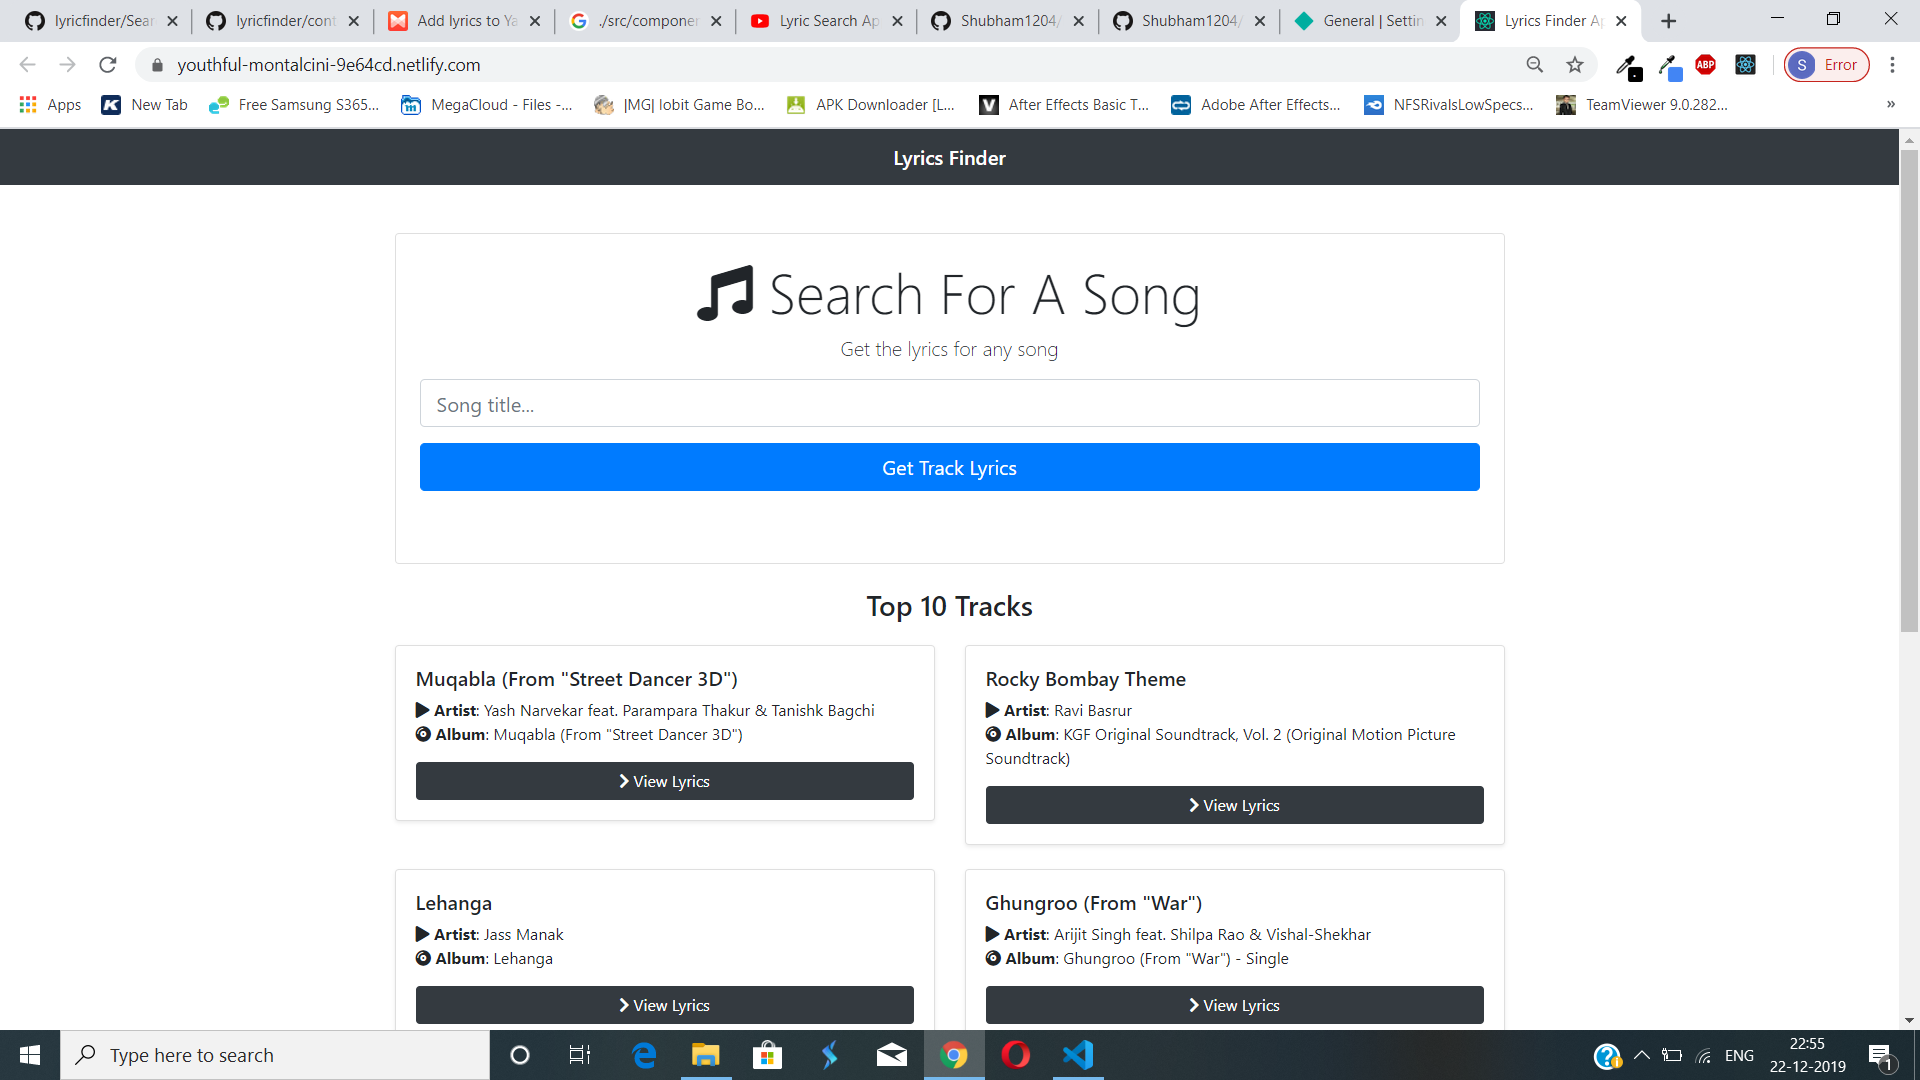 lyricfinder/Sear
lyricfinder/cont
Add lyrics to Ya
./src/componen
Lyric Search Ap
Shubham1204/
Shubham1204/
General | Settin
Lyrics Finder Ap
youthful-montalcini-9e64cd.netlify.com
ABP
S Error
Apps
New Tab
Free Samsung S365...
MegaCloud - Files -...
|MG| Iobit Game Bo...
APK Downloader [L...
After Effects Basic T...
Adobe After Effects...
NFSRivalsLowSpecs...
TeamViewer 9.0.282...
»
Lyrics Finder
Search For A Song
Get the lyrics for any song
Song title...
Get Track Lyrics
Top 10 Tracks
Muqabla (From "Street Dancer 3D")
Artist: Yash Narvekar feat. Parampara Thakur & Tanishk Bagchi
Album: Muqabla (From "Street Dancer 3D")
View Lyrics
Rocky Bombay Theme
Artist: Ravi Basrur
Album: KGF Original Soundtrack, Vol. 2 (Original Motion Picture
Soundtrack)
View Lyrics
Lehanga
Artist: Jass Manak
Album: Lehanga
View Lyrics
Ghungroo (From "War")
Artist: Arijit Singh feat. Shilpa Rao & Vishal-Shekhar
Album: Ghungroo (From "War") - Single
View Lyrics
Type here to search
ENG
22:55
22-12-2019
1